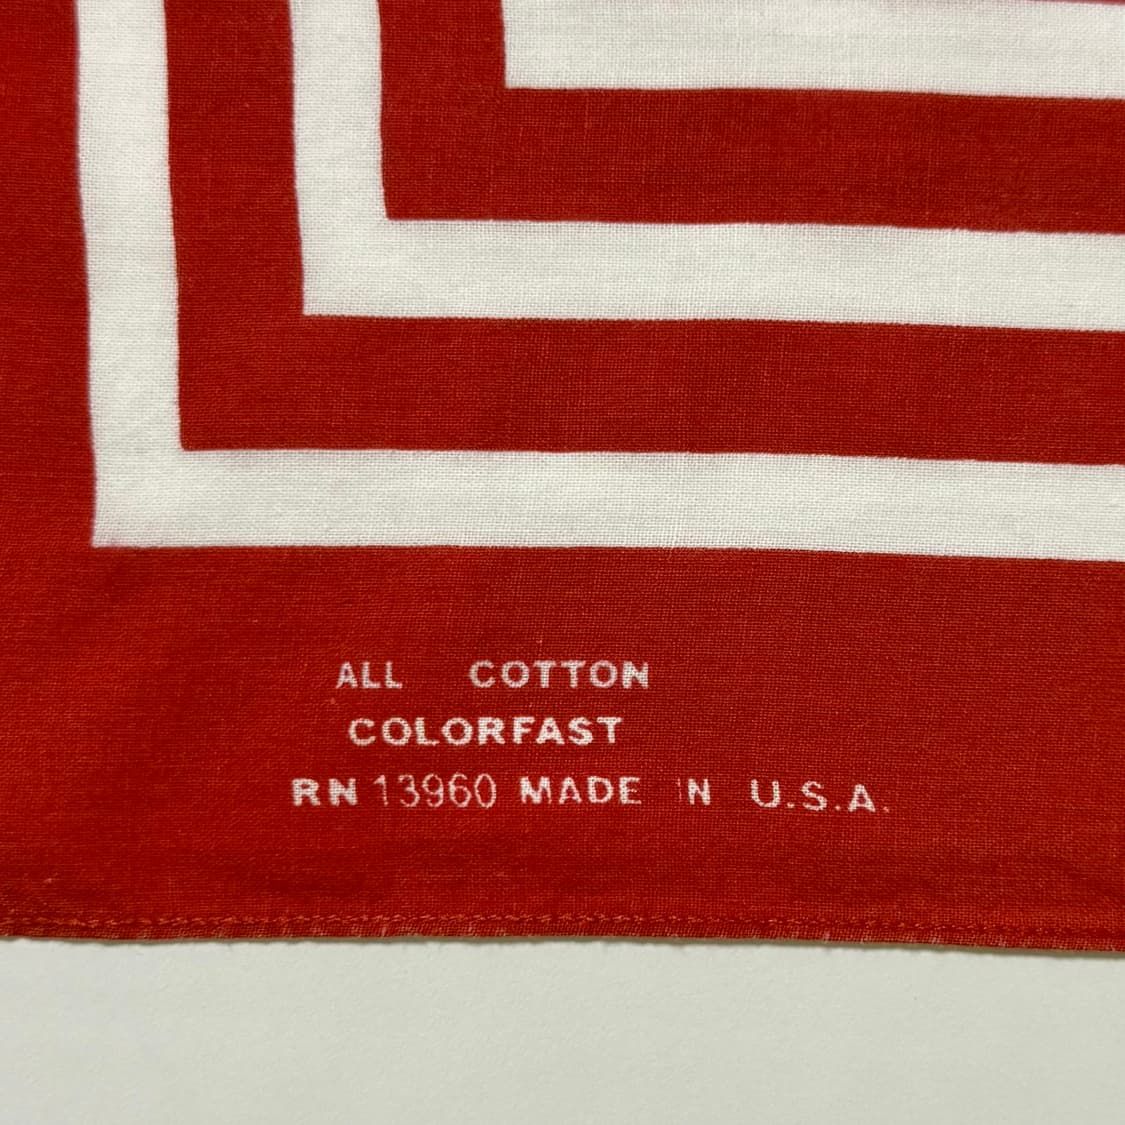 ALL COTTON
COLORFAST
RN 13960 MADE IN U.S.A.